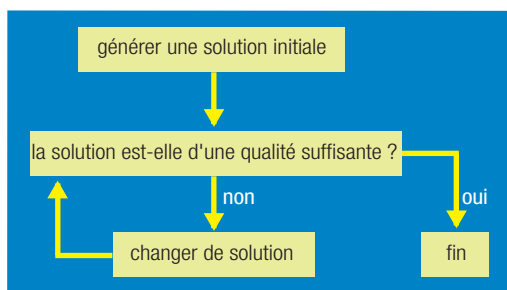 générer une solution initiale
la solution est-elle d'une qualité suffisante ?
non
oui
changer de solution
fin